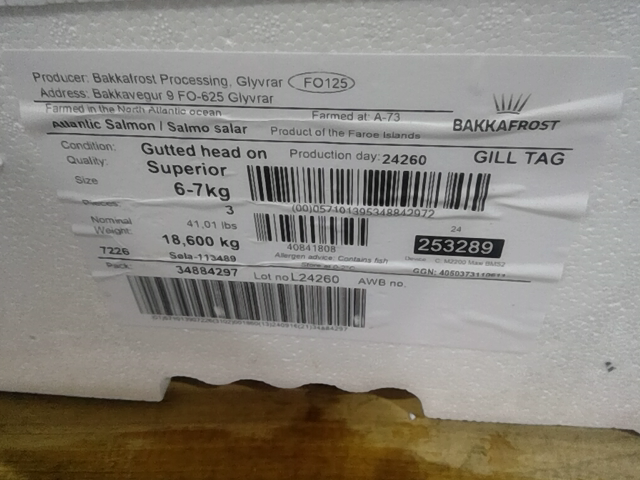 Producer: Bakkafrost Processing, Glyvrar FO125
Address: Bakkavegur 9 FO-625 Glyvrar
Farmed in the North Atlantic ocean Farmed at: A-73
BAKKAFROST
Atlantic Salmon / Salmo salar Product of the Faroe Islands
Condition: Gutted head on Production day: 24260 GILL TAG
Quality: Superior
Size 6-7kg
Pieces: 3
(00)057101395348842972
Nominal 41,01 lbs 24
Weight: 18,600 kg 40841808 253289
7226 Sela-113489 Allergen advice: Contains fish
Pack: 34884297 Lot no L24260 AWB no.